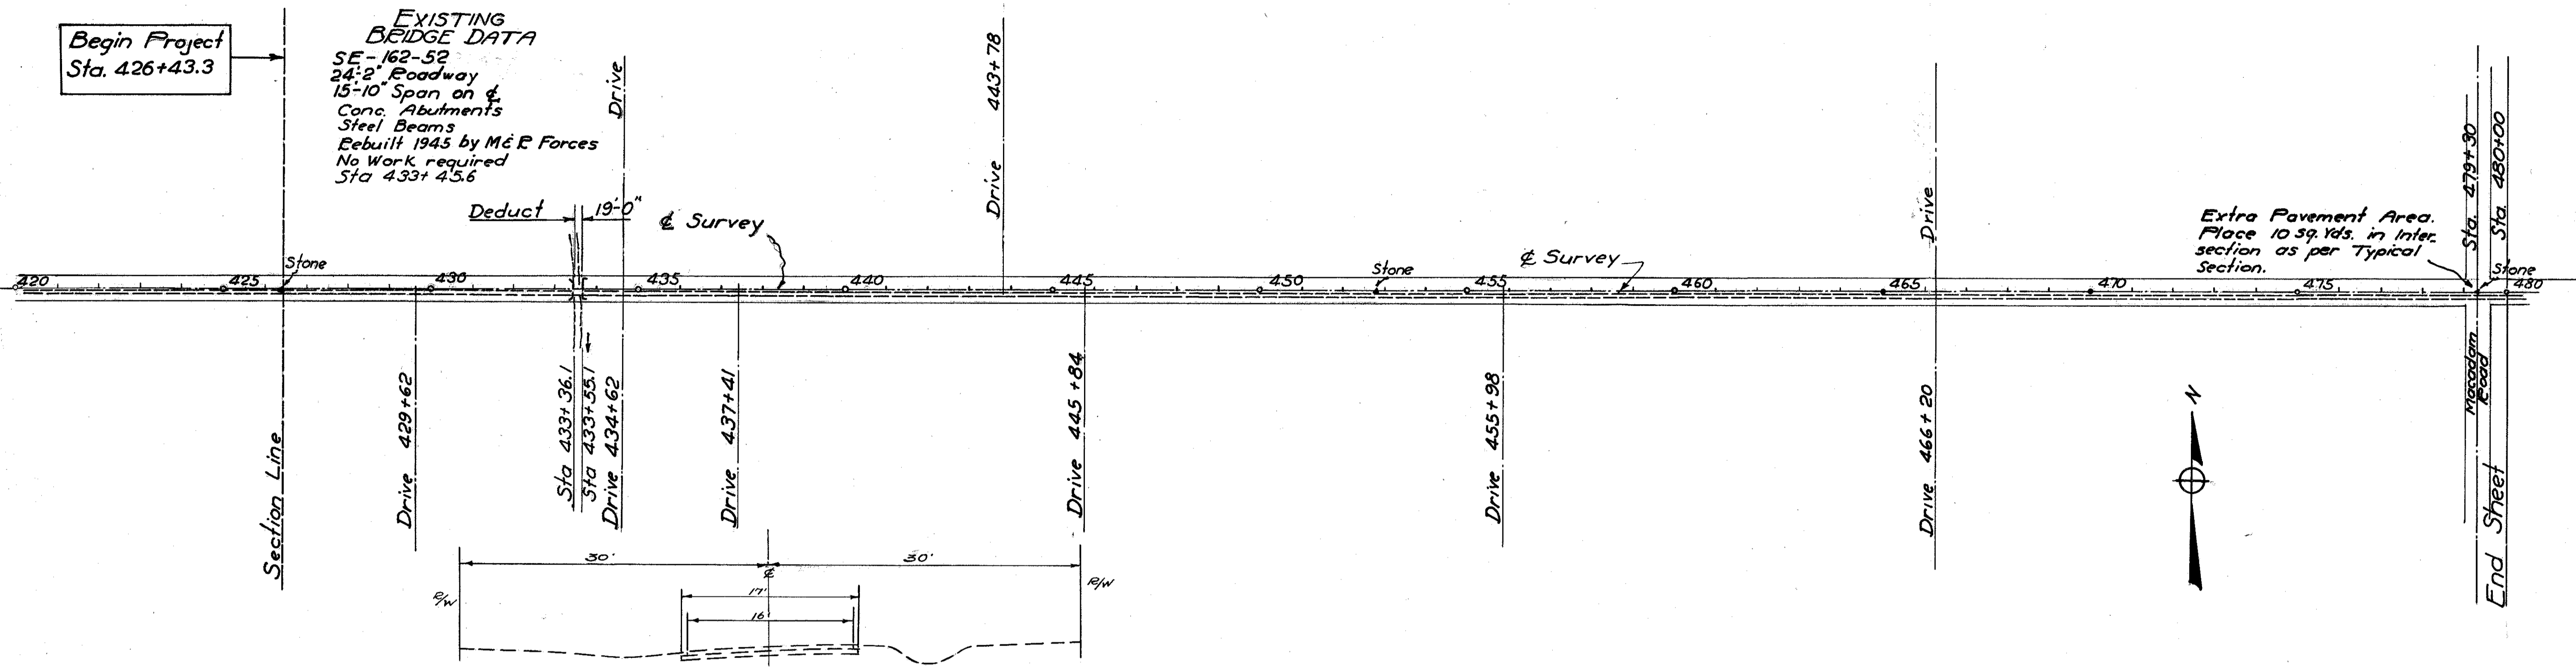 Begin Project
Sta. 426+43.3
EXISTING
BRIDGE DATA
SE-162-52
24'-2" Roadway
15'-10" Span on ℄
Conc. Abutments
Steel Beams
Rebuilt 1945 by M&R Forces
No Work required
Sta 433+45.6
Drive
Drive 443+78
Drive
Sta. 479+30
Sta. 480+00
Deduct 19'-0"
℄ Survey
Extra Pavement Area.
Place 10 Sq. Yds. in Inter-
section as per Typical
Section.
Stone
Stone
℄ Survey
Stone
420 425 430 435 440 445 450 455 460 465 470 475 480
Section Line
Drive 429+62
Sta 433+36.1
Sta 433+55.1
Drive 434+62
Drive 437+41
Drive 445+84
Drive 455+98
Drive 466+20
Macadam
Road
End Sheet
N
30' 30'
℄
R/W R/W
17'
16'